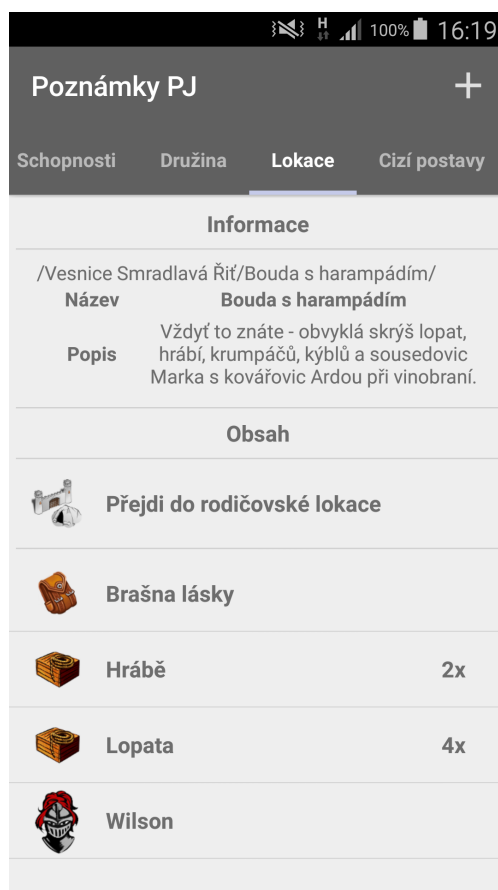 H 100% 16:19
Poznámky PJ +
Schopnosti Družina Lokace Cizí postavy
Informace
/Vesnice Smradlavá Řiť/Bouda s harampádím/
Název Bouda s harampádím
Vždyť to znáte - obvyklá skrýš lopat,
Popis hrábí, krumpáčů, kýblů a sousedovic
Marka s kovářovic Ardou při vinobraní.
Obsah
Přejdi do rodičovské lokace
Brašna lásky
Hrábě 2x
Lopata 4x
Wilson